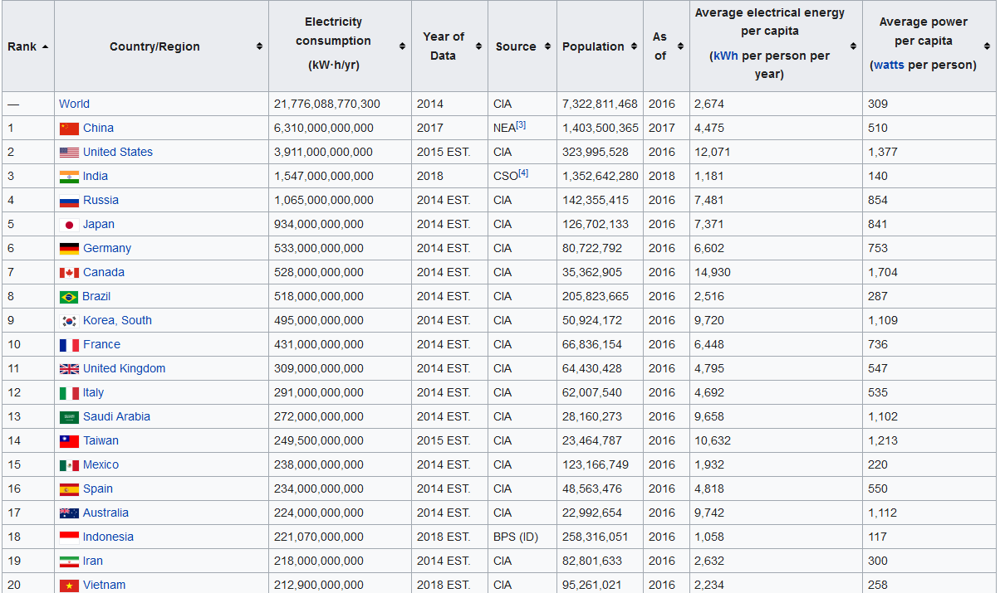 Rank Country/Region Electricity consumption (kW·h/yr) Year of Data Source Population As of Average electrical energy per capita (kWh per person per year) Average power per capita (watts per person)
— World 21,776,088,770,300 2014 CIA 7,322,811,468 2016 2,674 309
1 China 6,310,000,000,000 2017 NEA[3] 1,403,500,365 2017 4,475 510
2 United States 3,911,000,000,000 2015 EST. CIA 323,995,528 2016 12,071 1,377
3 India 1,547,000,000,000 2018 CSO[4] 1,352,642,280 2018 1,181 140
4 Russia 1,065,000,000,000 2014 EST. CIA 142,355,415 2016 7,481 854
5 Japan 934,000,000,000 2014 EST. CIA 126,702,133 2016 7,371 841
6 Germany 533,000,000,000 2014 EST. CIA 80,722,792 2016 6,602 753
7 Canada 528,000,000,000 2014 EST. CIA 35,362,905 2016 14,930 1,704
8 Brazil 518,000,000,000 2014 EST. CIA 205,823,665 2016 2,516 287
9 Korea, South 495,000,000,000 2014 EST. CIA 50,924,172 2016 9,720 1,109
10 France 431,000,000,000 2014 EST. CIA 66,836,154 2016 6,448 736
11 United Kingdom 309,000,000,000 2014 EST. CIA 64,430,428 2016 4,795 547
12 Italy 291,000,000,000 2014 EST. CIA 62,007,540 2016 4,692 535
13 Saudi Arabia 272,000,000,000 2014 EST. CIA 28,160,273 2016 9,658 1,102
14 Taiwan 249,500,000,000 2015 EST. CIA 23,464,787 2016 10,632 1,213
15 Mexico 238,000,000,000 2014 EST. CIA 123,166,749 2016 1,932 220
16 Spain 234,000,000,000 2014 EST. CIA 48,563,476 2016 4,818 550
17 Australia 224,000,000,000 2014 EST. CIA 22,992,654 2016 9,742 1,112
18 Indonesia 221,070,000,000 2018 EST. BPS (ID) 258,316,051 2016 1,058 117
19 Iran 218,000,000,000 2014 EST. CIA 82,801,633 2016 2,632 300
20 Vietnam 212,900,000,000 2018 EST. CIA 95,261,021 2016 2,234 258